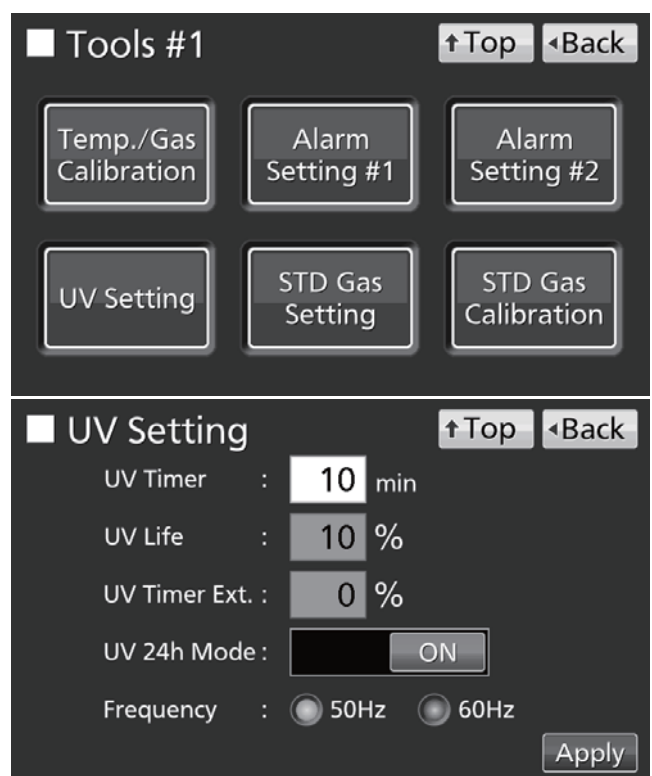 Tools #1
↑Top
◂Back
Temp./Gas
Calibration
Alarm
Setting #1
Alarm
Setting #2
UV Setting
STD Gas
Setting
STD Gas
Calibration
UV Setting
↑Top
◂Back
UV Timer : 10 min
UV Life : 10 %
UV Timer Ext. : 0 %
UV 24h Mode : ON
Frequency : 50Hz 60Hz
Apply